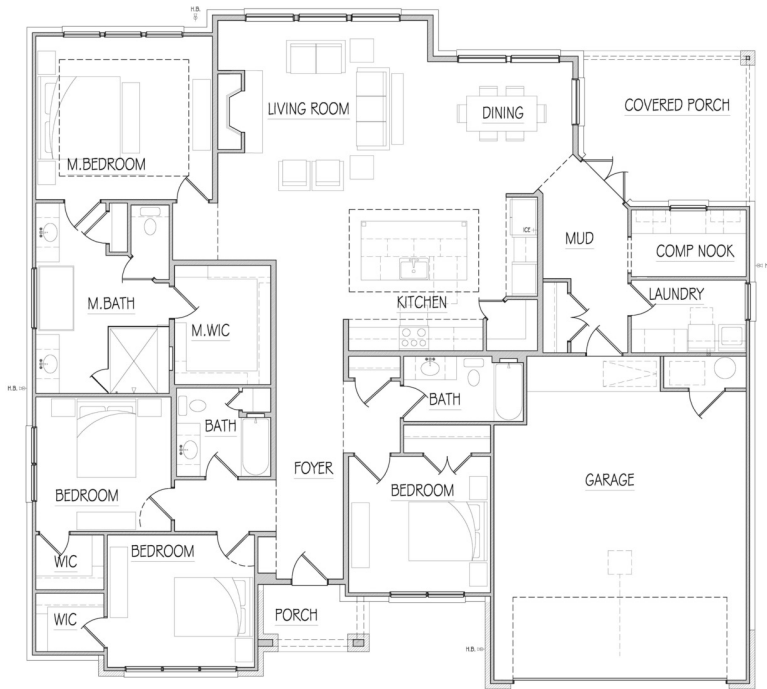 H.B.
LIVING ROOM
DINING
COVERED PORCH
M.BEDROOM
ICE
MUD
COMP NOOK
M.BATH
KITCHEN
LAUNDRY
M.WIC
H.B.
BATH
BATH
FOYER
GARAGE
BEDROOM
BEDROOM
BEDROOM
WIC
WIC
PORCH
H.B.